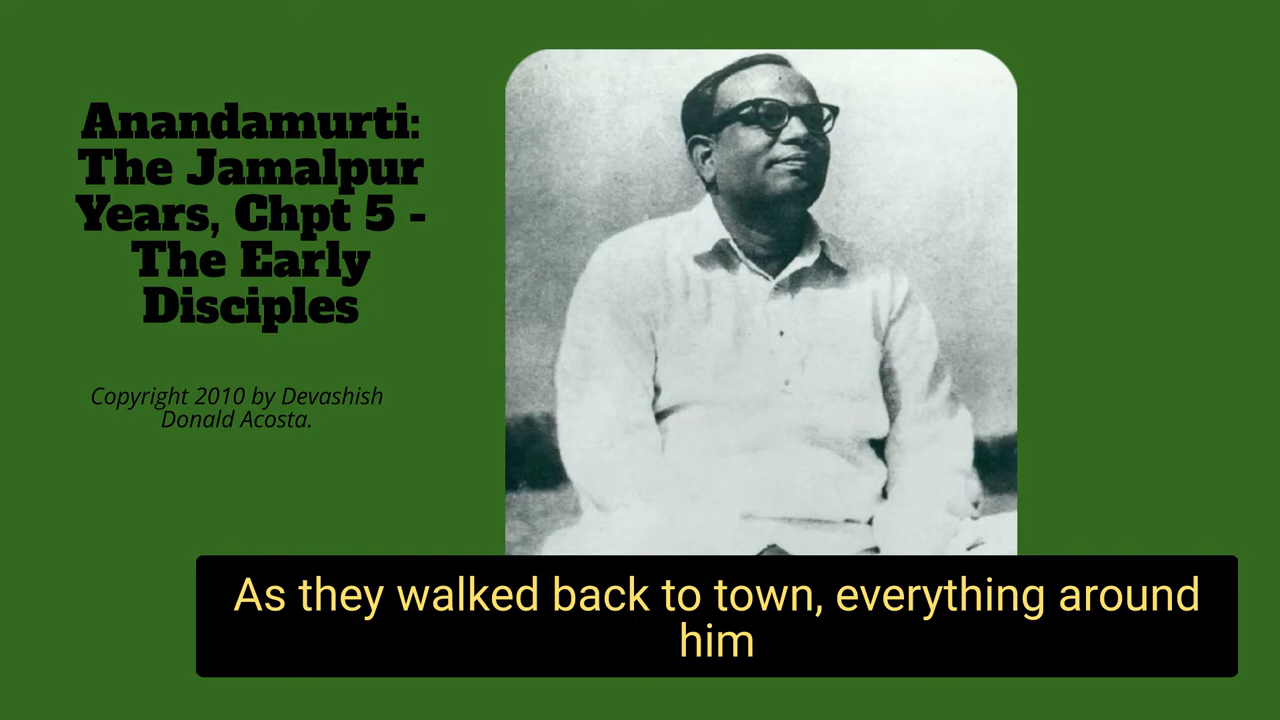 Anandamurti:
The Jamalpur
Years, Chpt 5 -
The Early
Disciples
Copyright 2010 by Devashish
Donald Acosta.
As they walked back to town, everything around
him